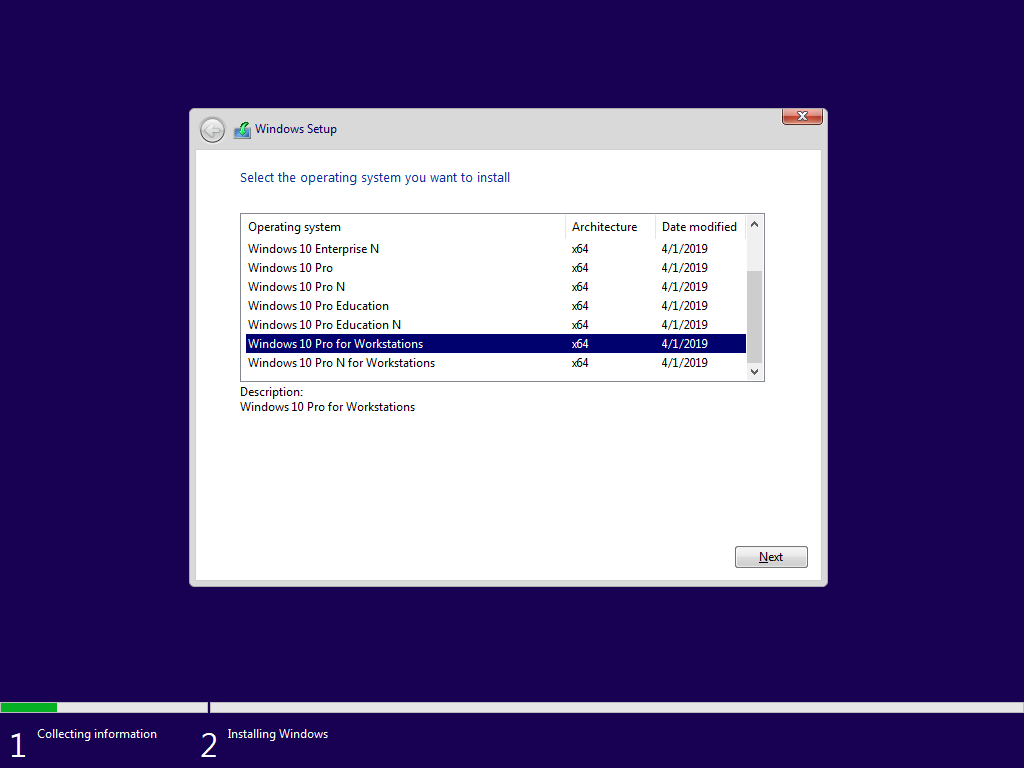 Windows Setup
Select the operating system you want to install
Operating system Architecture Date modified
Windows 10 Enterprise N x64 4/1/2019
Windows 10 Pro x64 4/1/2019
Windows 10 Pro N x64 4/1/2019
Windows 10 Pro Education x64 4/1/2019
Windows 10 Pro Education N x64 4/1/2019
Windows 10 Pro for Workstations x64 4/1/2019
Windows 10 Pro N for Workstations x64 4/1/2019
Description:
Windows 10 Pro for Workstations
Next
1 Collecting information 2 Installing Windows